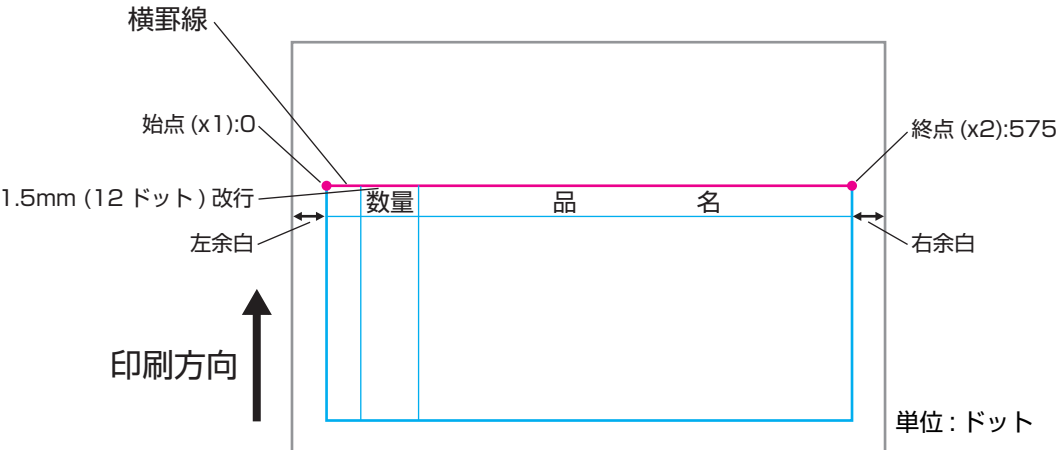 横罫線
始点 (x1):0
終点 (x2):575
1.5mm (12 ドット ) 改行
数量 品 名
左余白
右余白
印刷方向
単位 : ドット